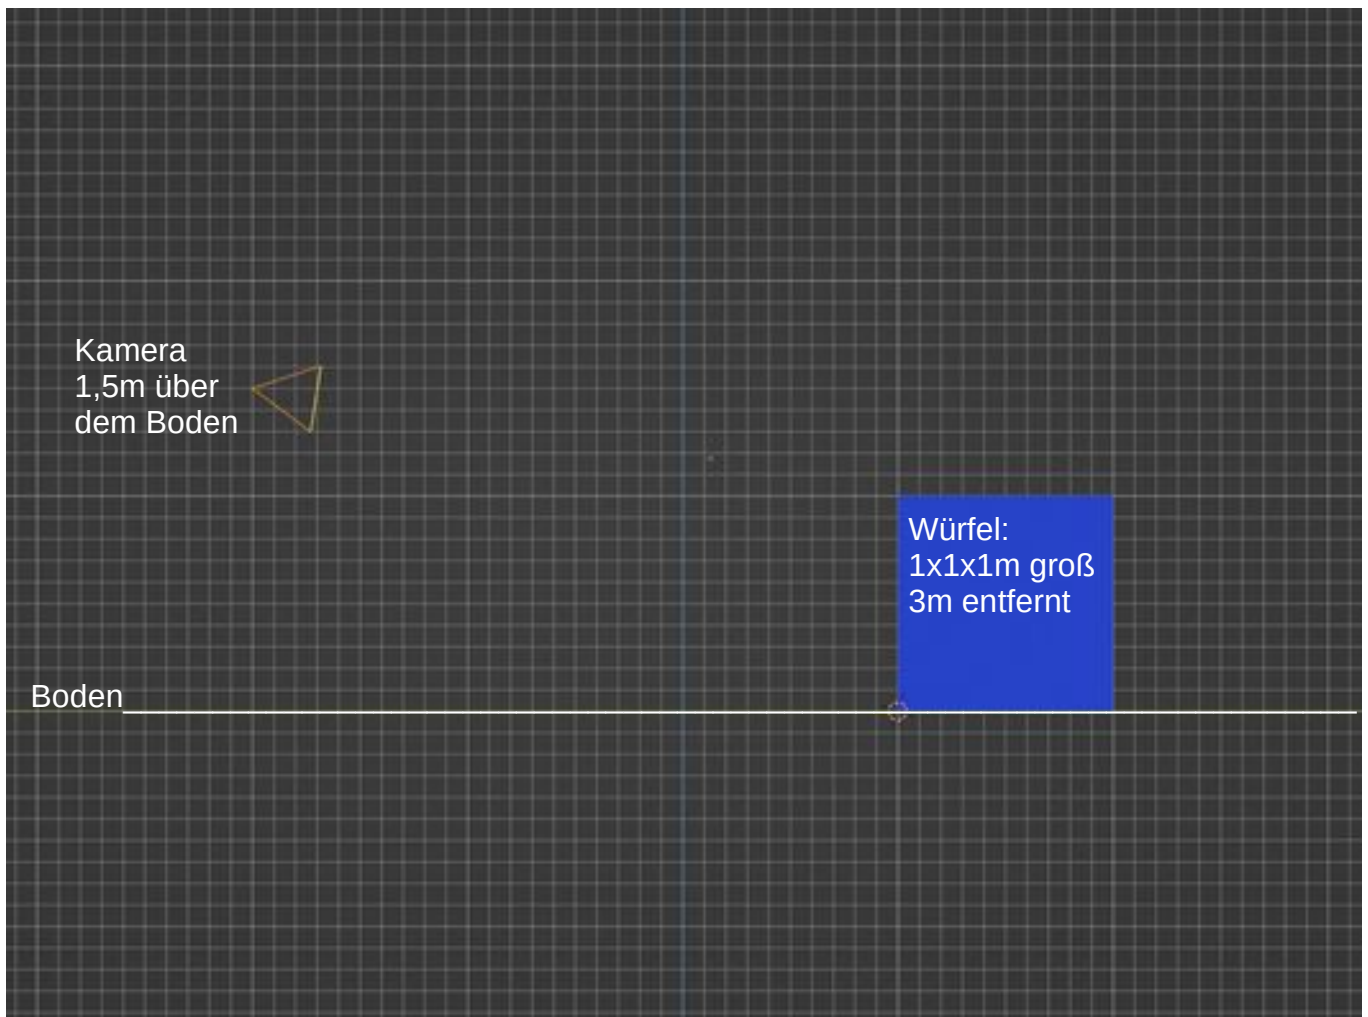 Kamera
1,5m über
dem Boden
Würfel:
1x1x1m groß
3m entfernt
Boden